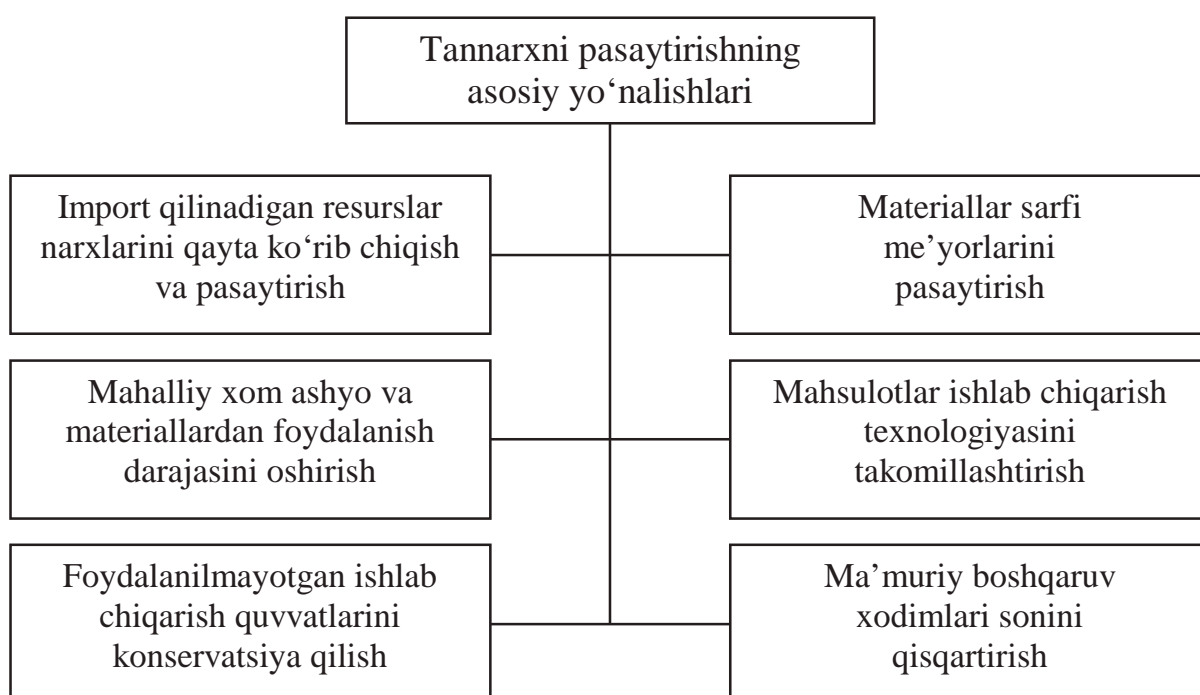 Tannarxni pasaytirishning
asosiy yo‘nalishlari
Import qilinadigan resurslar
narxlarini qayta ko‘rib chiqish
va pasaytirish
Materiallar sarfi
me’yorlarini
pasaytirish
Mahalliy xom ashyo va
materiallardan foydalanish
darajasini oshirish
Mahsulotlar ishlab chiqarish
texnologiyasini
takomillashtirish
Foydalanilmayotgan ishlab
chiqarish quvvatlarini
konservatsiya qilish
Ma’muriy boshqaruv
xodimlari sonini
qisqartirish